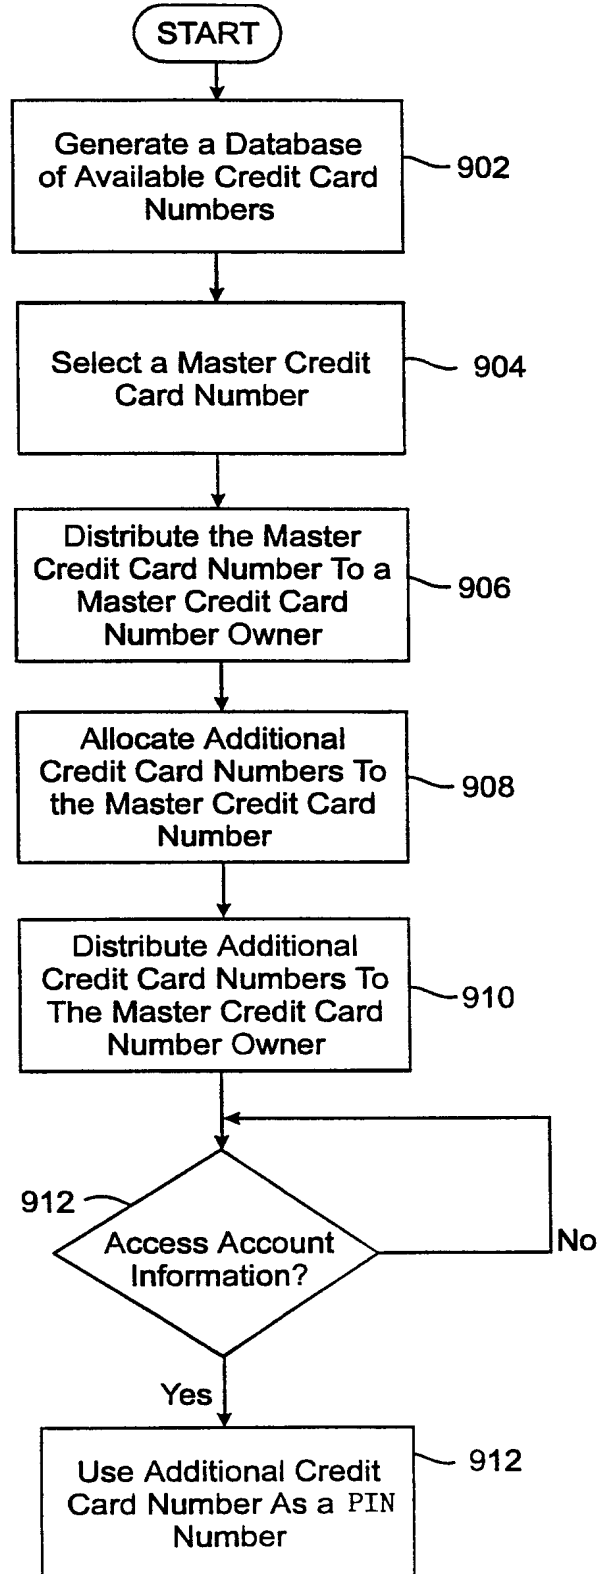 START
Generate a Database
of Available Credit Card
Numbers
902
Select a Master Credit
Card Number
904
Distribute the Master
Credit Card Number To a
Master Credit Card
Number Owner
906
Allocate Additional
Credit Card Numbers To
the Master Credit Card
Number
908
Distribute Additional
Credit Card Numbers To
The Master Credit Card
Number Owner
910
912
Access Account
Information?
No
Yes
Use Additional Credit
Card Number As a PIN
Number
912